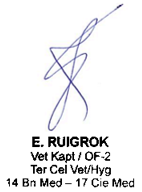 E. RUIGROK
Vet Kapt / OF-2
Ter Cel Vet/Hyg
14 Bn Med – 17 Cie Med